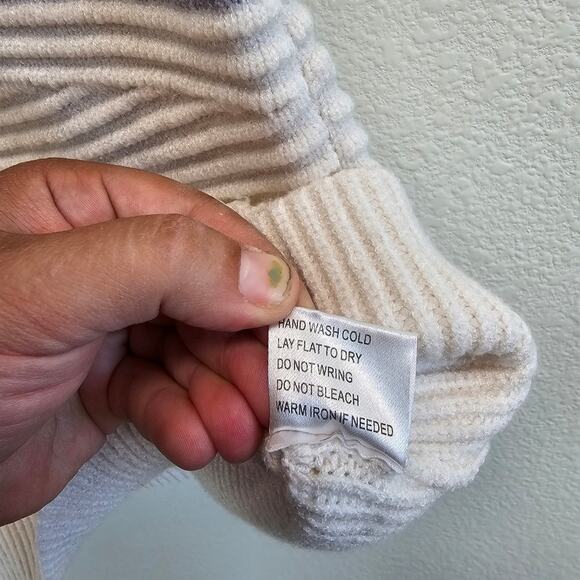 HAND WASH COLD
LAY FLAT TO DRY
DO NOT WRING
DO NOT BLEACH
WARM IRON IF NEEDED